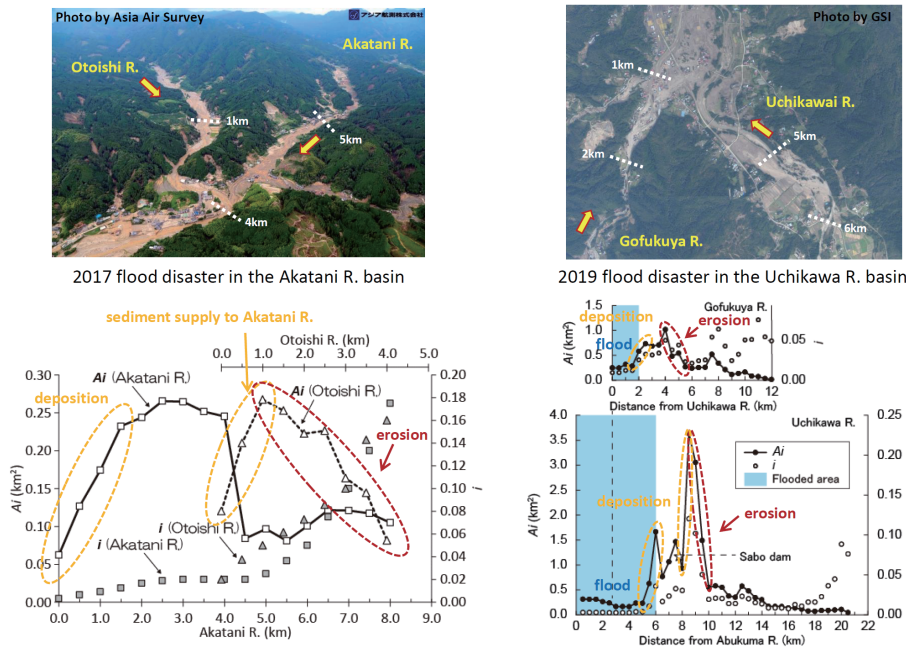 Photo by Asia Air Survey
アジア航測株式会社
Akatani R.
Otoishi R.
1km
5km
4km
2017 flood disaster in the Akatani R. basin
Photo by GSI
1km
Uchikawai R.
5km
2km
6km
Gofukuya R.
2019 flood disaster in the Uchikawa R. basin
sediment supply to Akatani R.
Otoishi R. (km)
0.0 1.0 2.0 3.0 4.0 5.0
Ai (Akatani R.)
Ai (Otoishi R.)
deposition
erosion
i (Otoishi R.)
i (Akatani R.)
Ai (km²)
0.30
0.25
0.20
0.15
0.10
0.05
0.00
i
0.20
0.18
0.16
0.14
0.12
0.10
0.08
0.06
0.04
0.02
0.00
0.0 1.0 2.0 3.0 4.0 5.0 6.0 7.0 8.0 9.0
Akatani R. (km)
Gofukuya R.
deposition
erosion
flood
Ai (km²)
1.5
1.0
0.5
0.0
i
0.05
0.00
0 2 4 6 8 10 12
Distance from Uchikawa R. (km)
Uchikawa R.
Ai
i
Flooded area
deposition
erosion
Sabo dam
flood
Ai (km²)
4.0
3.5
3.0
2.5
2.0
1.5
1.0
0.5
0.0
i
0.25
0.20
0.15
0.10
0.05
0.00
0 2 4 6 8 10 12 14 16 18 20 22
Distance from Abukuma R. (km)